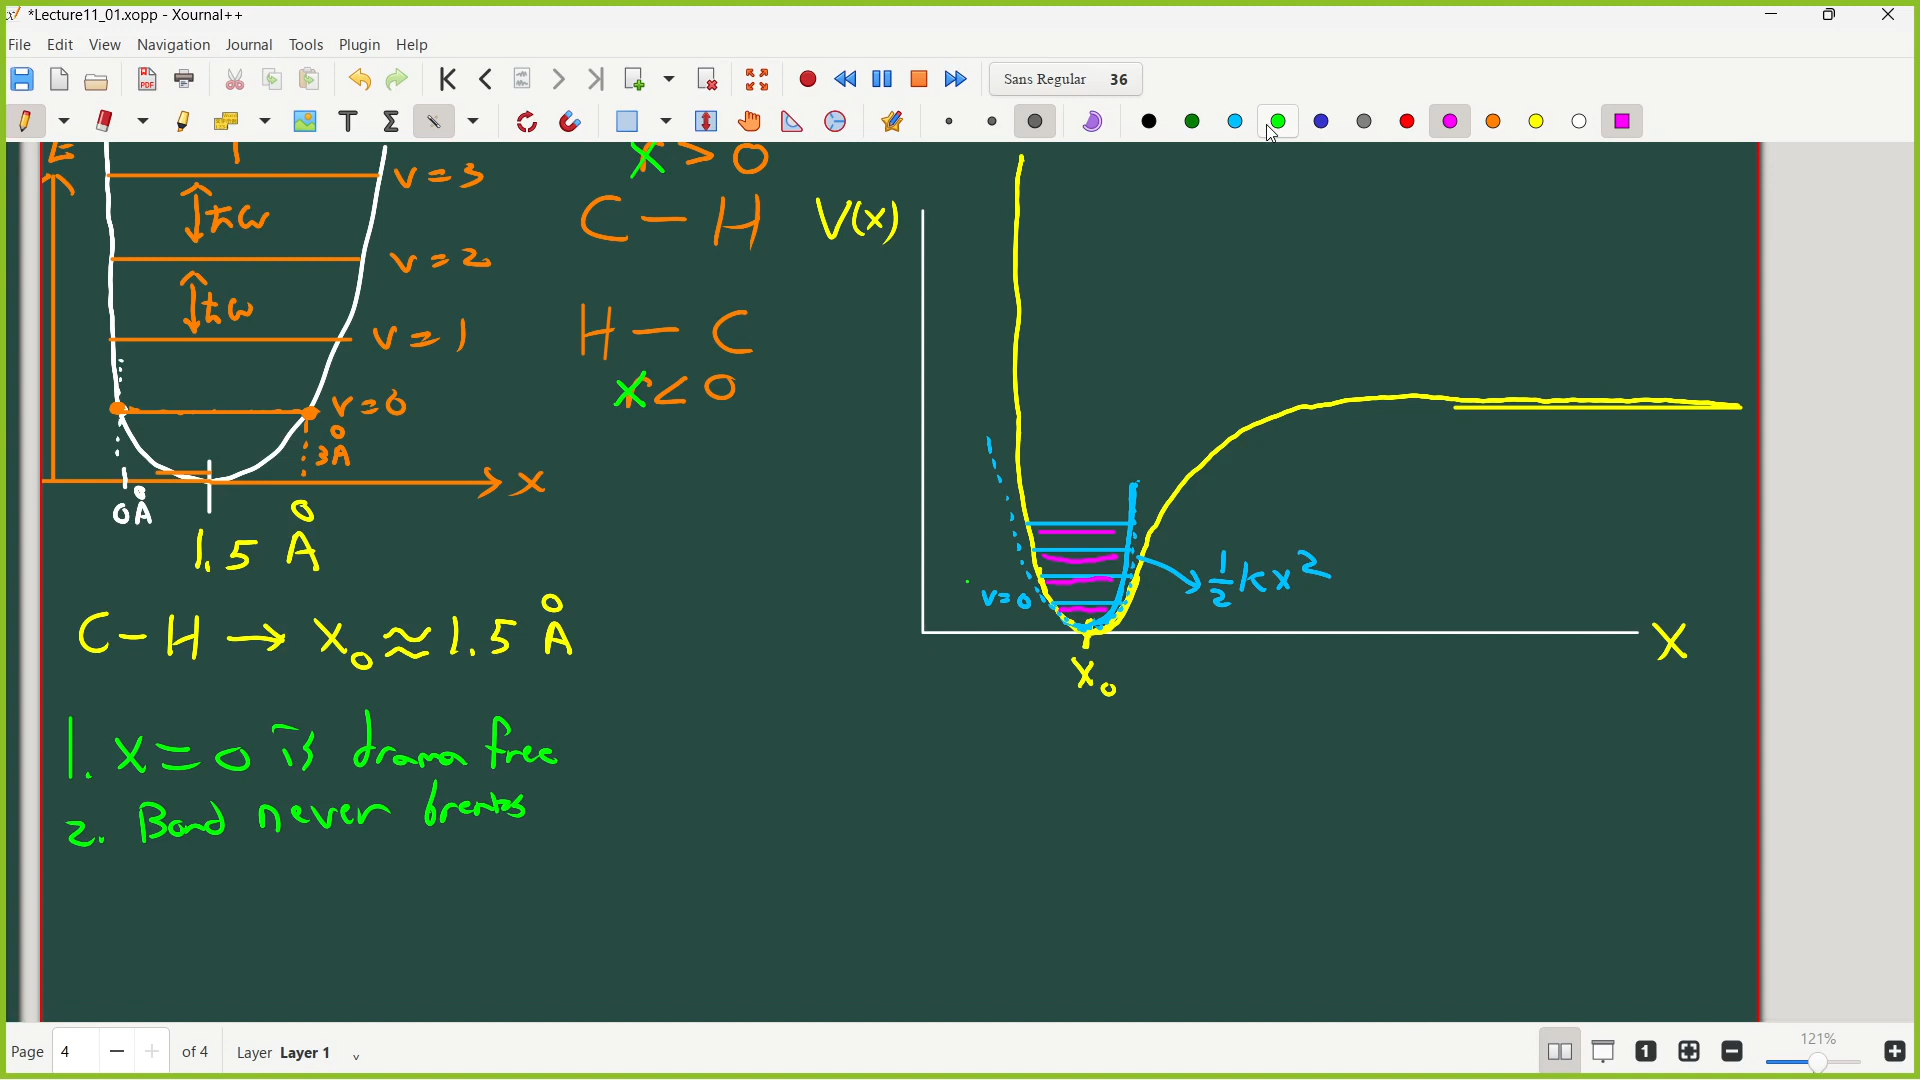 *Lecture11_01.xopp - Xournal++
File Edit View Navigation Journal Tools Plugin Help
Sans Regular 36
E
v = 3
ħω
v = 2
ħω
v = 1
v = 0
3Å
x
0Å
1.5 Å
C - H → x₀ ≈ 1.5 Å
1. x = 0 is drama free
2. Bond never breaks
x > 0
C - H
H - C
x < 0
V(x)
v=0
½kx²
x₀
x
Page 4 of 4 Layer Layer 1 121%